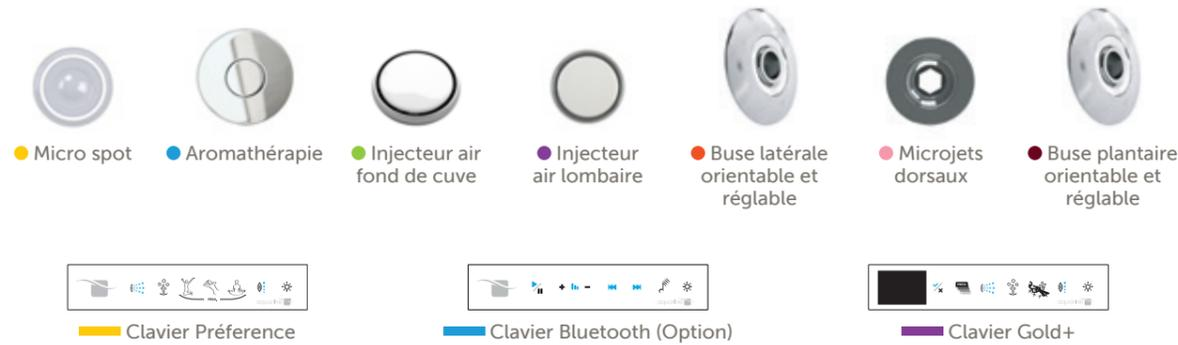 Micro spot
Aromathérapie
Injecteur air
fond de cuve
Injecteur
air lombaire
Buse latérale
orientable et
réglable
Microjets
dorsaux
Buse plantaire
orientable et
réglable
Clavier Préference
Clavier Bluetooth (Option)
Clavier Gold+